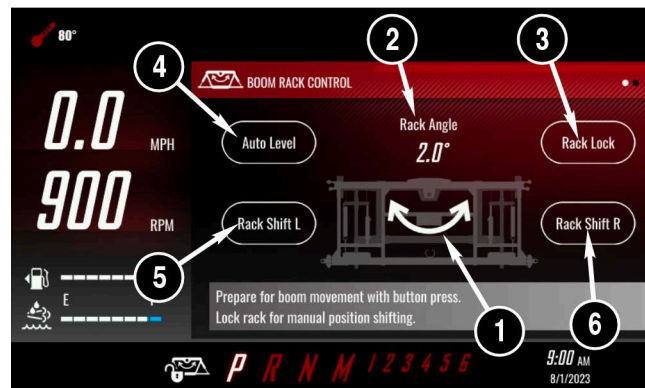 80°
4
2
3
BOOM RACK CONTROL
0.0 MPH
Auto Level
Rack Angle
2.0°
Rack Lock
900 RPM
Rack Shift L
Rack Shift R
5
E
1
6
Prepare for boom movement with button press.
Lock rack for manual position shifting.
P R N M 1 2 3 4 5 6
9:00 AM
8/1/2023